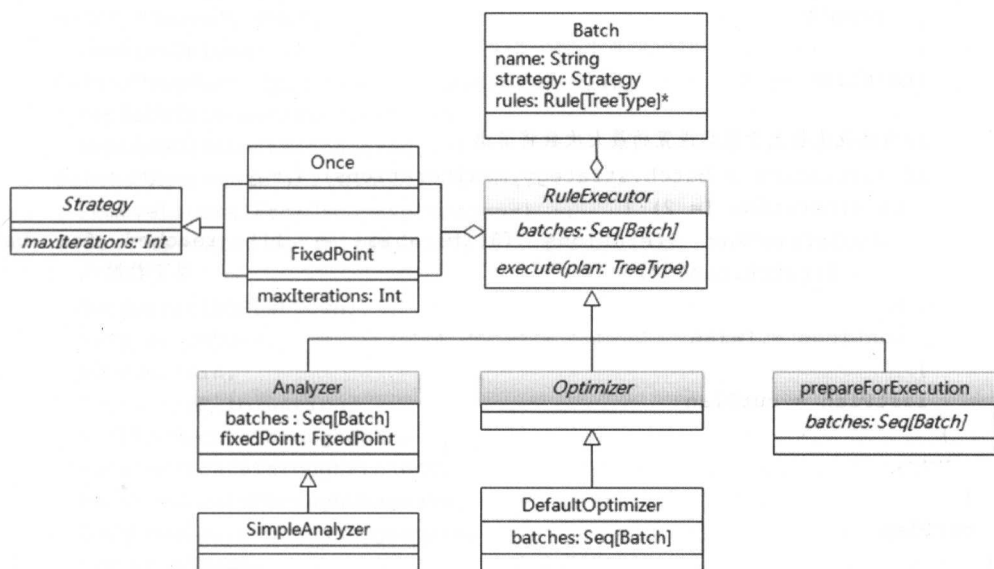 Batch
name: String
strategy: Strategy
rules: Rule[TreeType]*
Once
Strategy
maxIterations: Int
FixedPoint
maxIterations: Int
RuleExecutor
batches: Seq[Batch]
execute(plan: TreeType)
Analyzer
batches : Seq[Batch]
fixedPoint: FixedPoint
Optimizer
prepareForExecution
batches: Seq[Batch]
SimpleAnalyzer
DefaultOptimizer
batches: Seq[Batch]